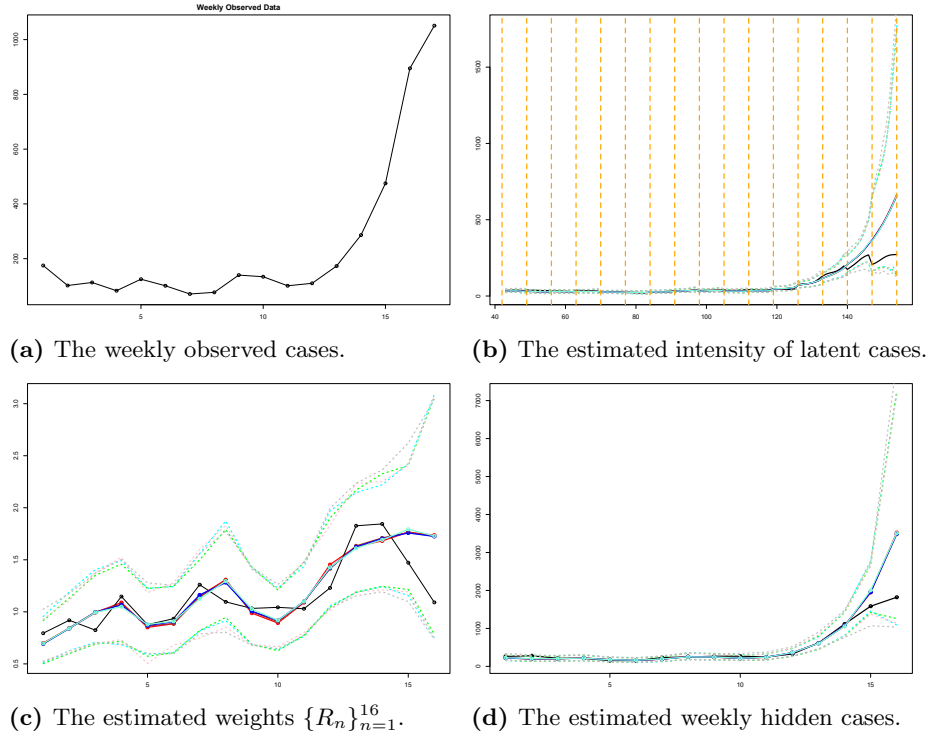 Weekly Observed Data
200 400 600 800 1000
5 10 15
0 500 1000 1500
40 60 80 100 120 140
(a) The weekly observed cases.
(b) The estimated intensity of latent cases.
0.5 1.0 1.5 2.0 2.5 3.0
5 10 15
0 1000 2000 3000 4000 5000 6000 7000
5 10 15
(c) The estimated weights {R_n}_{n=1}^{16}.
(d) The estimated weekly hidden cases.